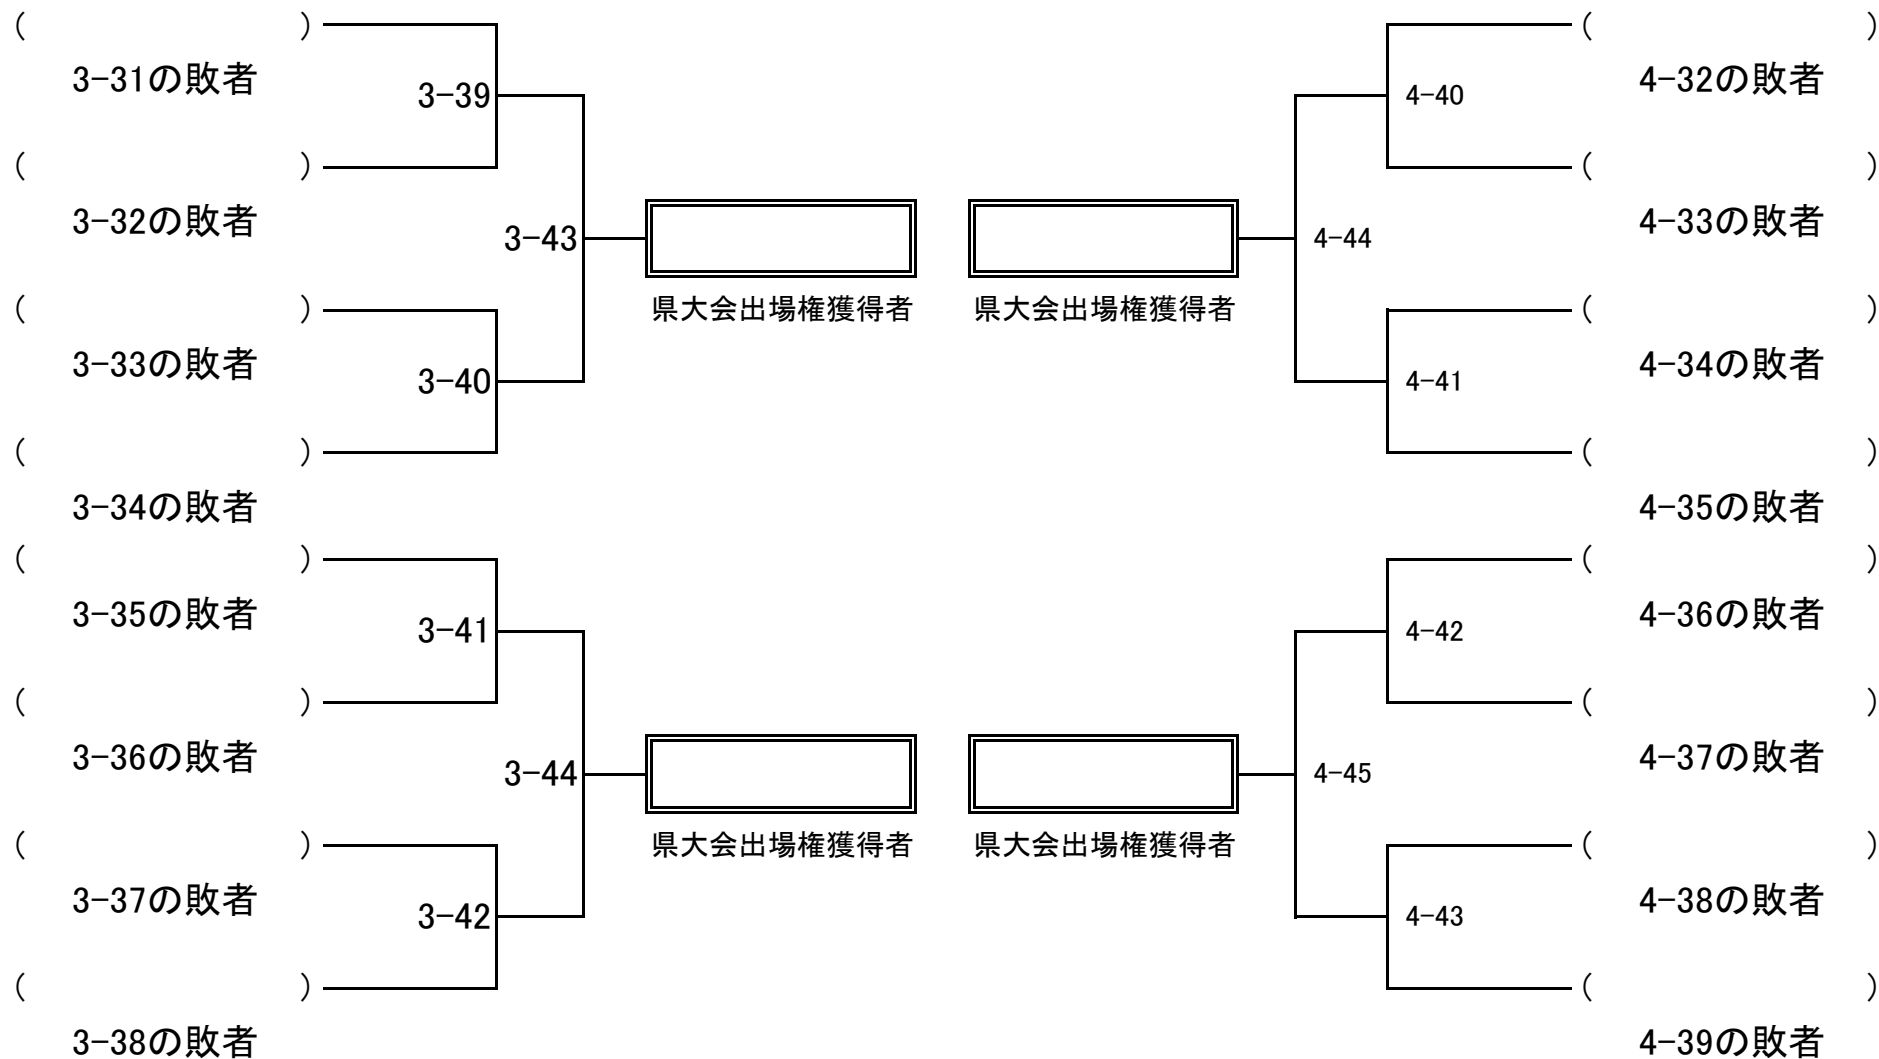 (　　　　)
3-31の敗者
3-39
(　　　　)
3-32の敗者
3-43
(　　　　)
3-33の敗者
3-40
(　　　　)
3-34の敗者
県大会出場権獲得者
(　　　　)
3-35の敗者
3-41
(　　　　)
3-36の敗者
3-44
(　　　　)
3-37の敗者
3-42
(　　　　)
3-38の敗者
県大会出場権獲得者
(　　　　)
4-32の敗者
4-40
(　　　　)
4-33の敗者
4-44
(　　　　)
4-34の敗者
4-41
(　　　　)
4-35の敗者
県大会出場権獲得者
(　　　　)
4-36の敗者
4-42
(　　　　)
4-37の敗者
4-45
(　　　　)
4-38の敗者
4-43
(　　　　)
4-39の敗者
県大会出場権獲得者